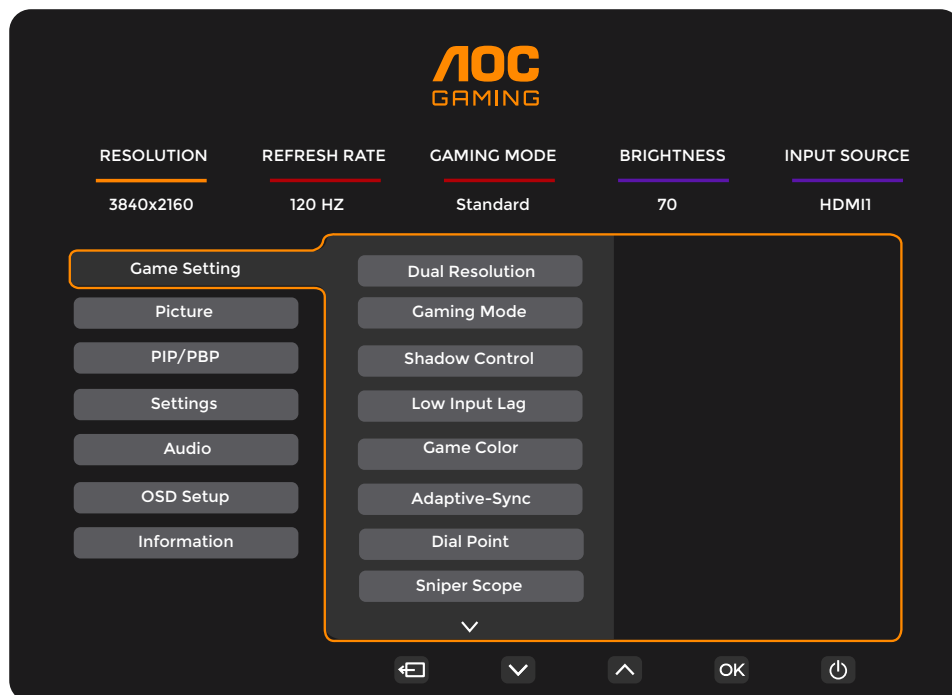 AOC
GAMING
RESOLUTION REFRESH RATE GAMING MODE BRIGHTNESS INPUT SOURCE
3840x2160 120 HZ Standard 70 HDMI1
Game Setting
Picture
PIP/PBP
Settings
Audio
OSD Setup
Information
Dual Resolution
Gaming Mode
Shadow Control
Low Input Lag
Game Color
Adaptive-Sync
Dial Point
Sniper Scope
OK